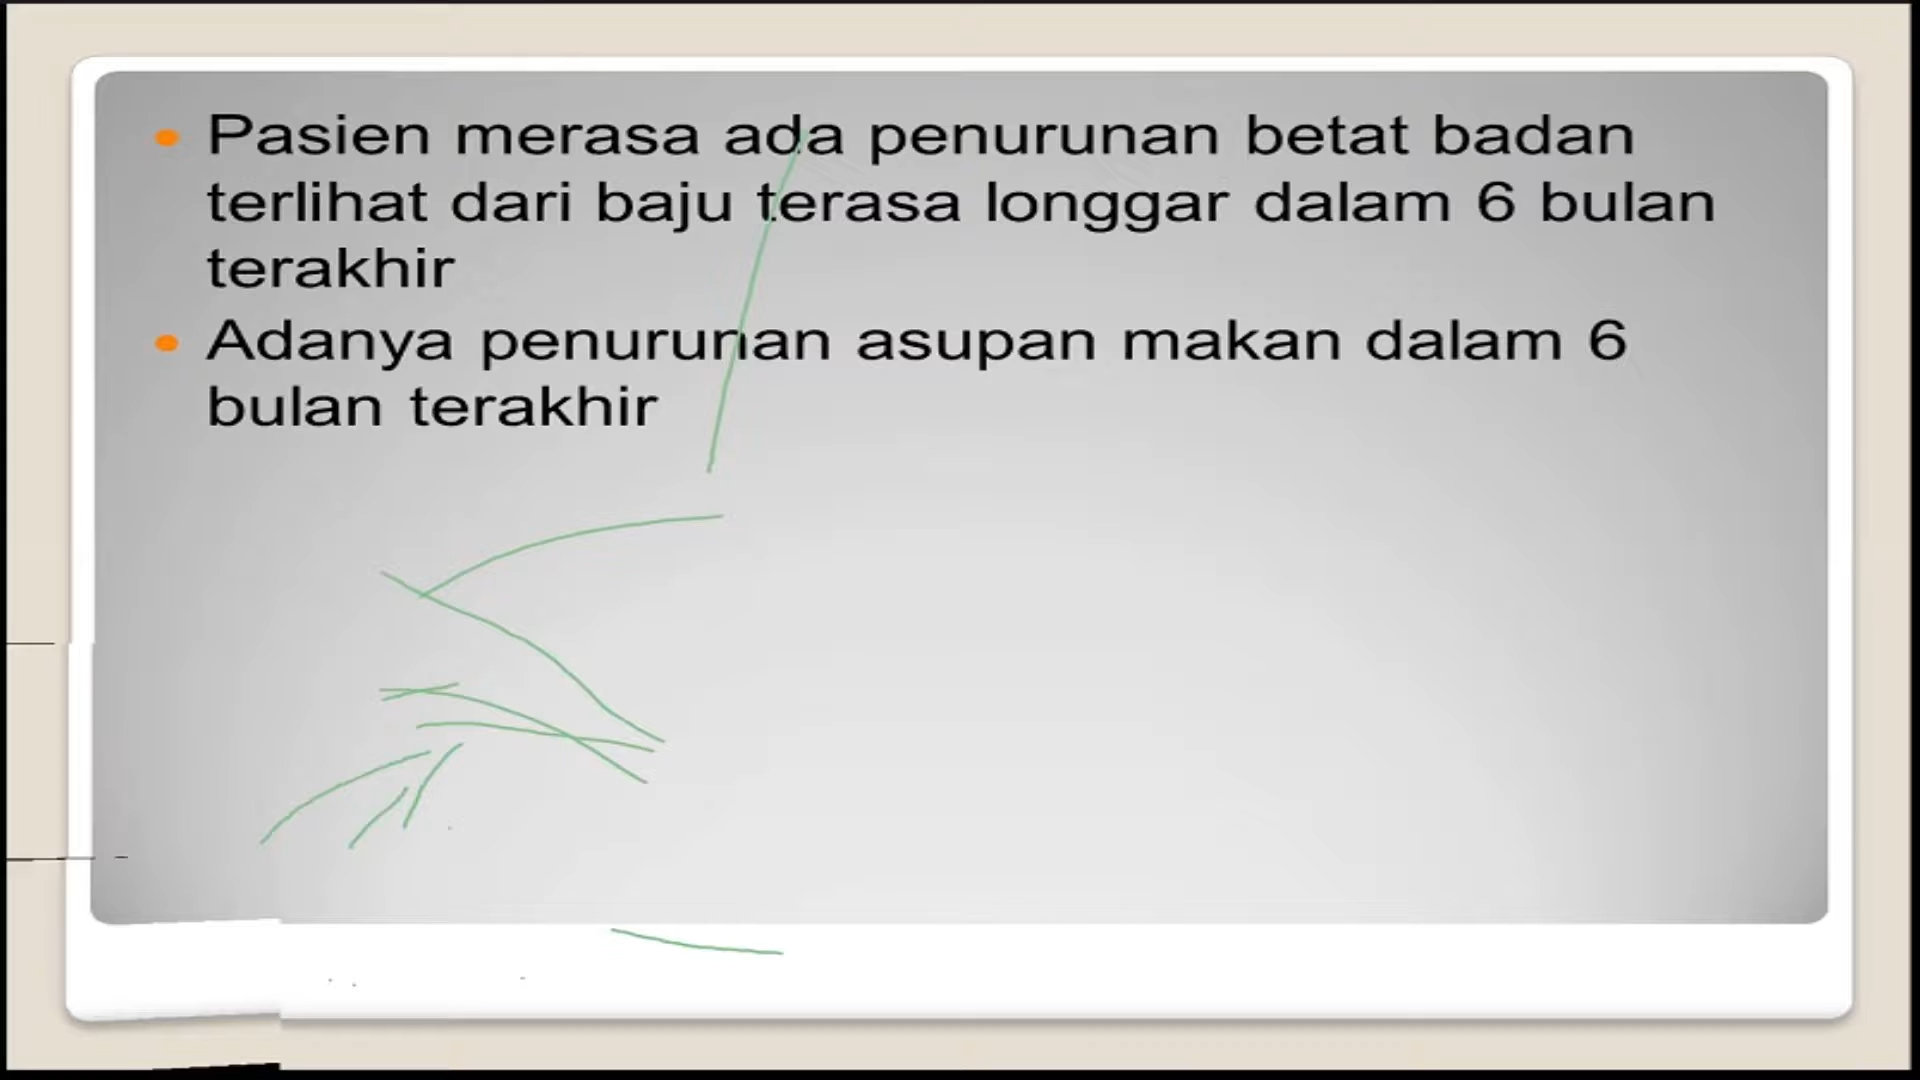 • Pasien merasa ada penurunan betat badan
terlihat dari baju terasa longgar dalam 6 bulan
terakhir
• Adanya penurunan asupan makan dalam 6
bulan terakhir